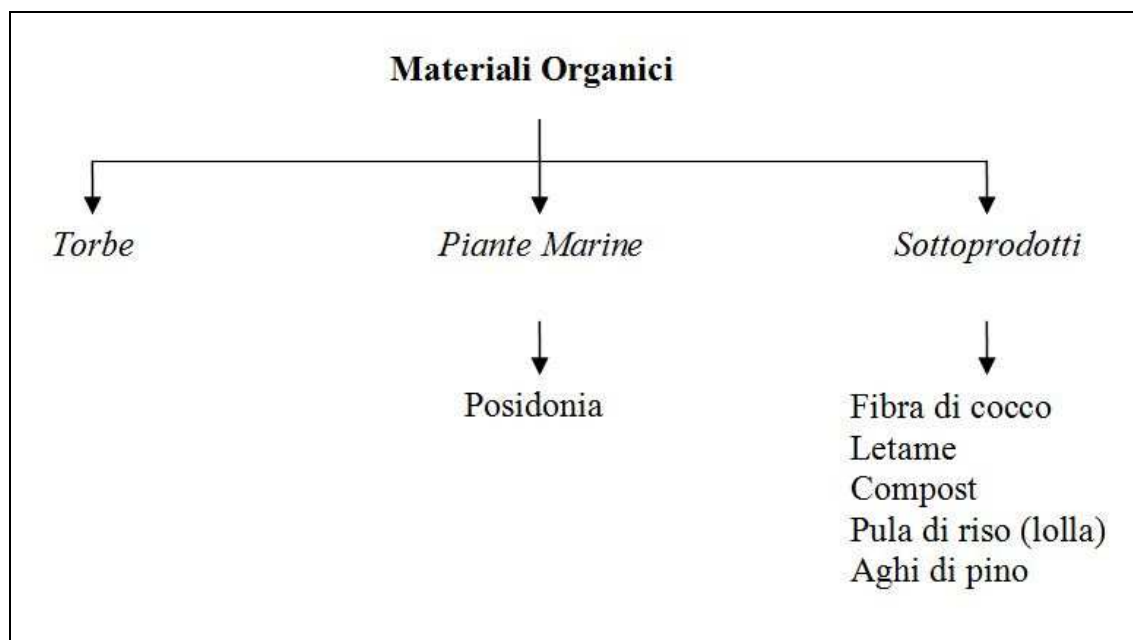 Materiali Organici
Torbe
Piante Marine
Sottoprodotti
Posidonia
Fibra di cocco
Letame
Compost
Pula di riso (lolla)
Aghi di pino